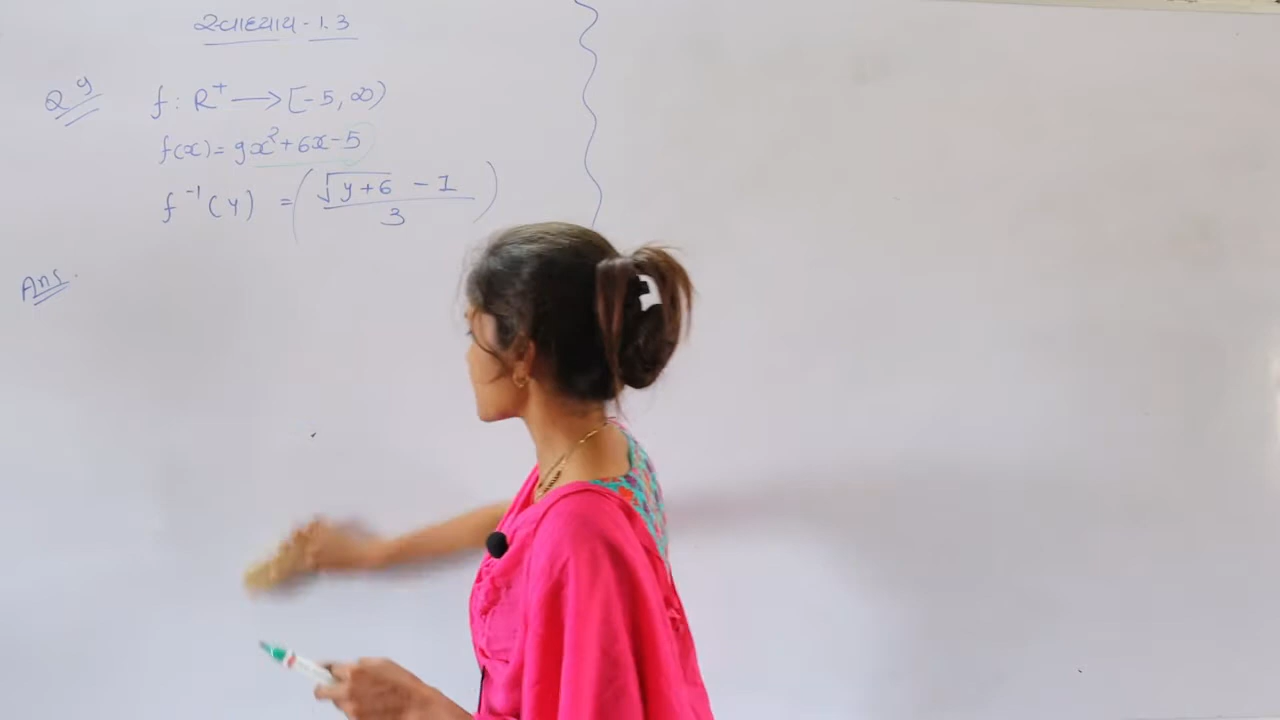 સ્વાધ્યાય - 1.3
Q 9 f : R⁺ ⟶ [-5, ∞)
f(x) = 9x² + 6x - 5
f⁻¹(y) = ( (√(y+6) - 1) / 3 )
Ans.